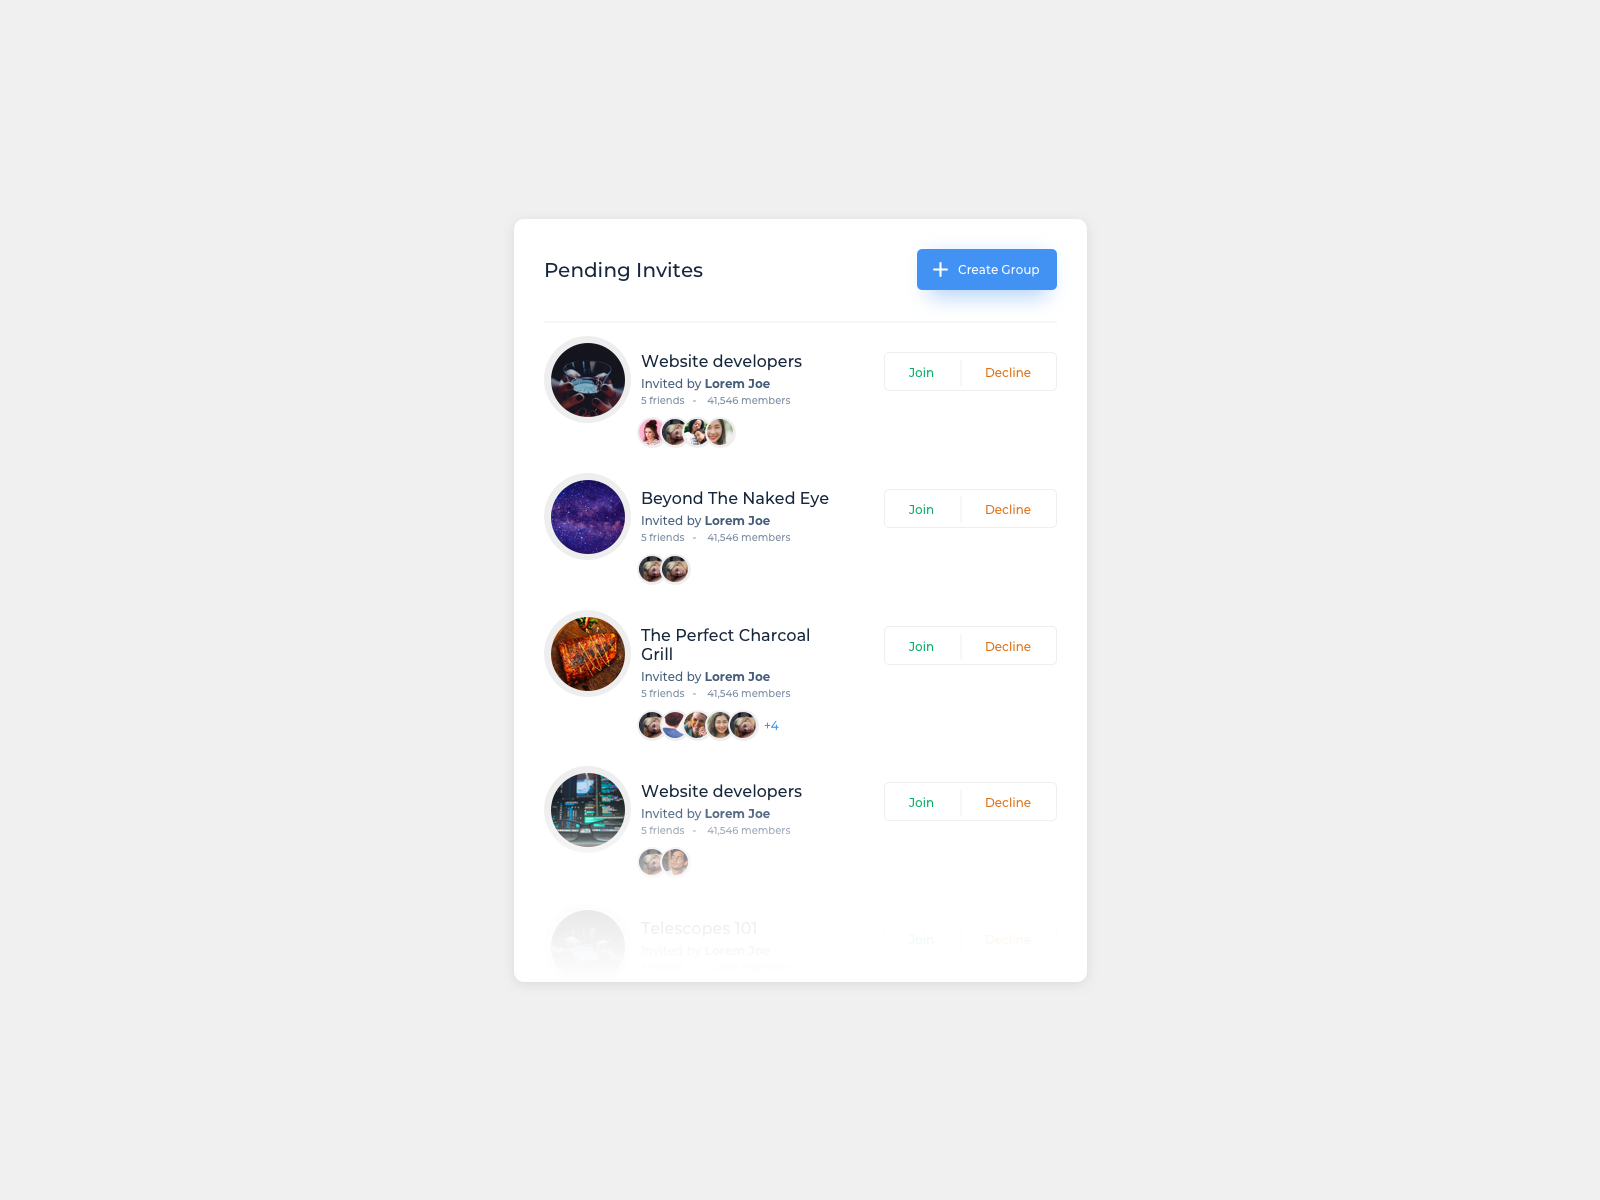 Pending Invites
Create Group
Website developers
Join
Decline
Invited by Lorem Joe
5 friends - 41,546 members
Beyond The Naked Eye
Join
Decline
Invited by Lorem Joe
5 friends - 41,546 members
The Perfect Charcoal
Grill
Join
Decline
Invited by Lorem Joe
5 friends - 41,546 members
+4
Website developers
Join
Decline
Invited by Lorem Joe
5 friends - 41,546 members
Telescopes 101
Join
Decline
Invited by Lorem Joe